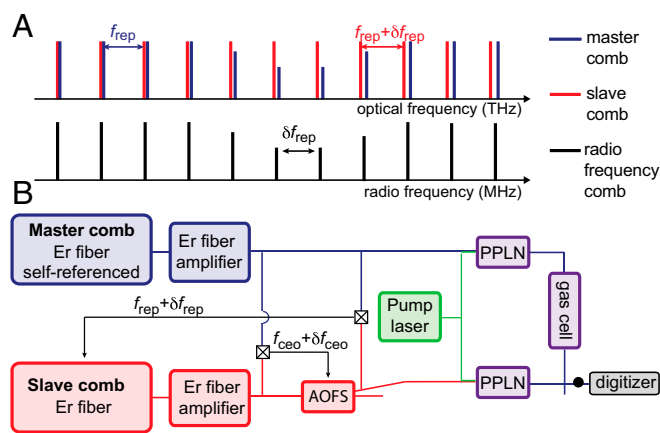 A
f_rep
f_rep+δf_rep
optical frequency (THz)
δf_rep
radio frequency (MHz)
master
comb
slave
comb
radio
frequency
comb
B
Master comb
Er fiber
self-referenced
Er fiber
amplifier
PPLN
gas cell
f_rep+δf_rep
Pump
laser
f_ceo+δf_ceo
Slave comb
Er fiber
Er fiber
amplifier
AOFS
PPLN
digitizer